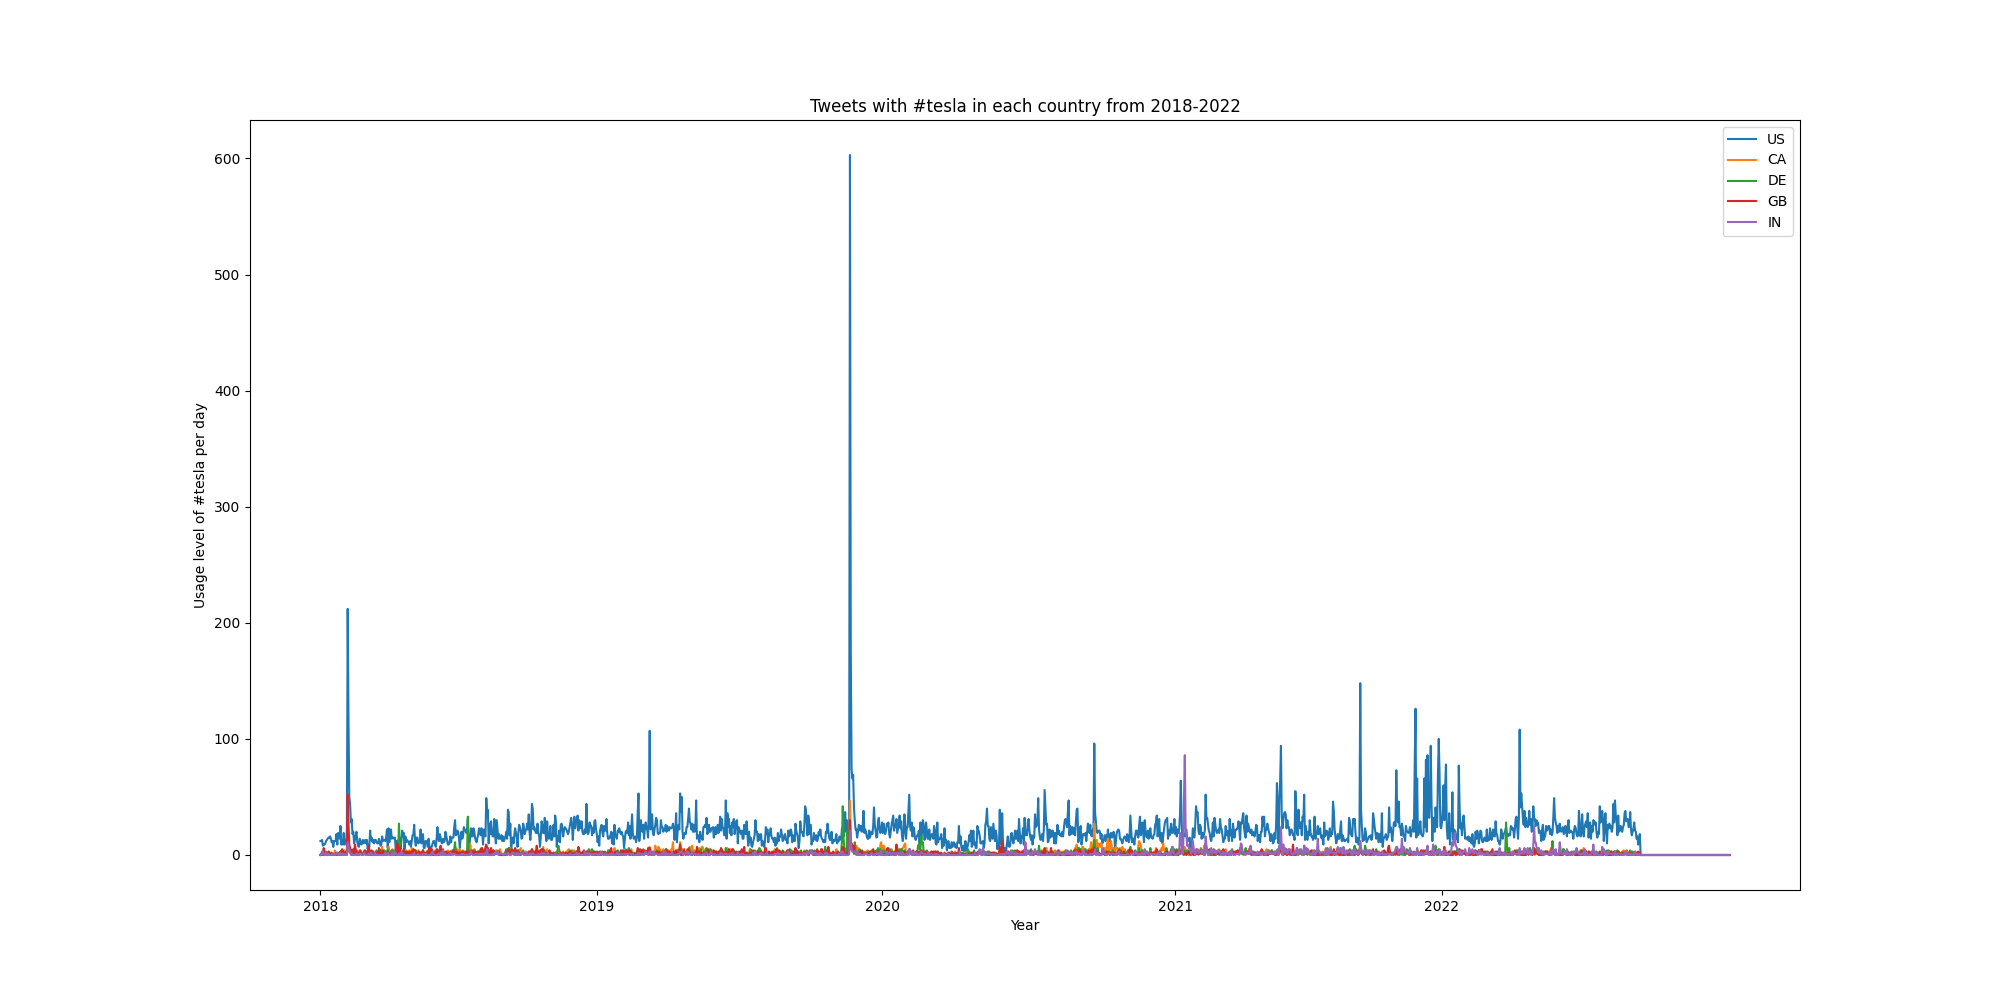 Tweets with #tesla in each country from 2018-2022
US
CA
DE
GB
IN
600
500
400
300
200
100
0
Usage level of #tesla per day
2018 2019 2020 2021 2022
Year